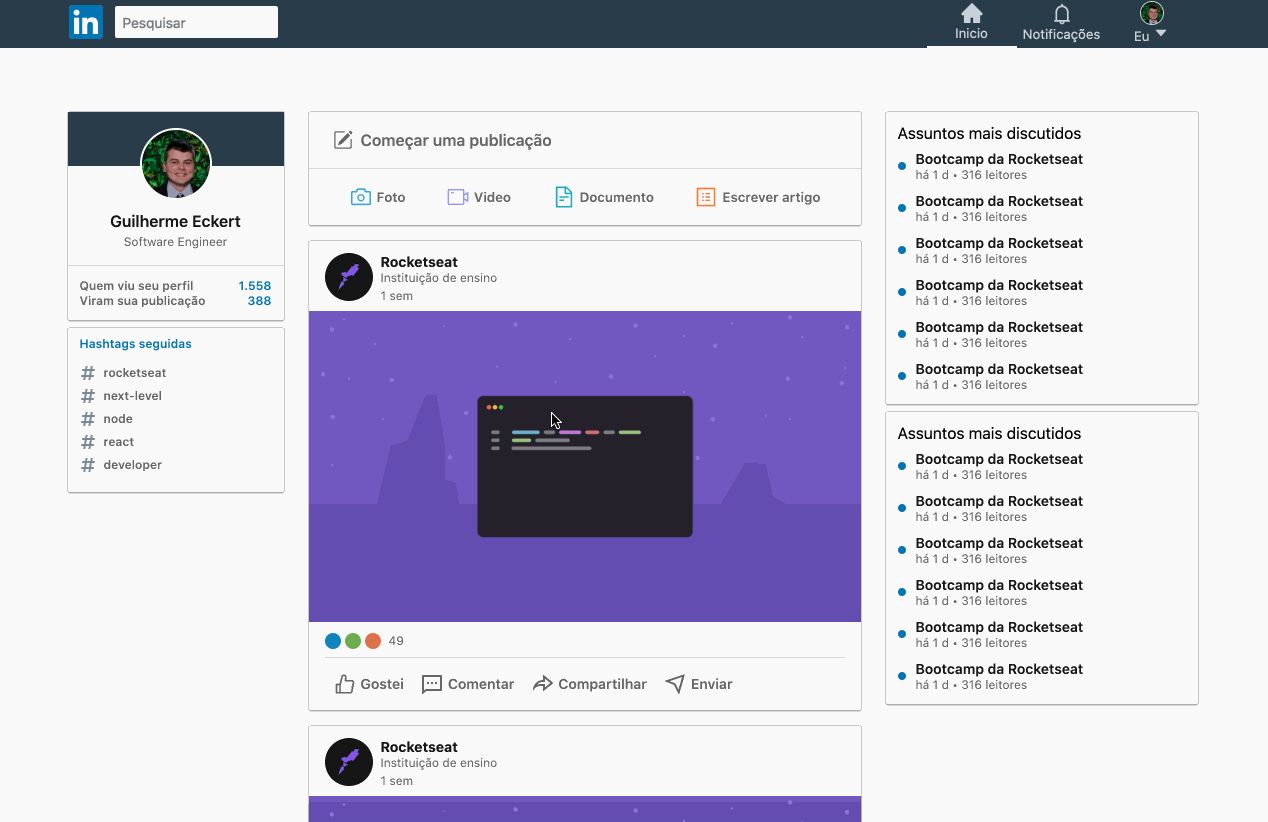 in
Pesquisar
Inicio
Notificações
Eu
Guilherme Eckert
Software Engineer
Quem viu seu perfil 1.558
Viram sua publicação 388
Hashtags seguidas
# rocketseat
# next-level
# node
# react
# developer
Começar uma publicação
Foto Video Documento Escrever artigo
Rocketseat
Instituição de ensino
1 sem
49
Gostei Comentar Compartilhar Enviar
Rocketseat
Instituição de ensino
1 sem
Assuntos mais discutidos
Bootcamp da Rocketseat
há 1 d • 316 leitores
Bootcamp da Rocketseat
há 1 d • 316 leitores
Bootcamp da Rocketseat
há 1 d • 316 leitores
Bootcamp da Rocketseat
há 1 d • 316 leitores
Bootcamp da Rocketseat
há 1 d • 316 leitores
Bootcamp da Rocketseat
há 1 d • 316 leitores
Assuntos mais discutidos
Bootcamp da Rocketseat
há 1 d • 316 leitores
Bootcamp da Rocketseat
há 1 d • 316 leitores
Bootcamp da Rocketseat
há 1 d • 316 leitores
Bootcamp da Rocketseat
há 1 d • 316 leitores
Bootcamp da Rocketseat
há 1 d • 316 leitores
Bootcamp da Rocketseat
há 1 d • 316 leitores